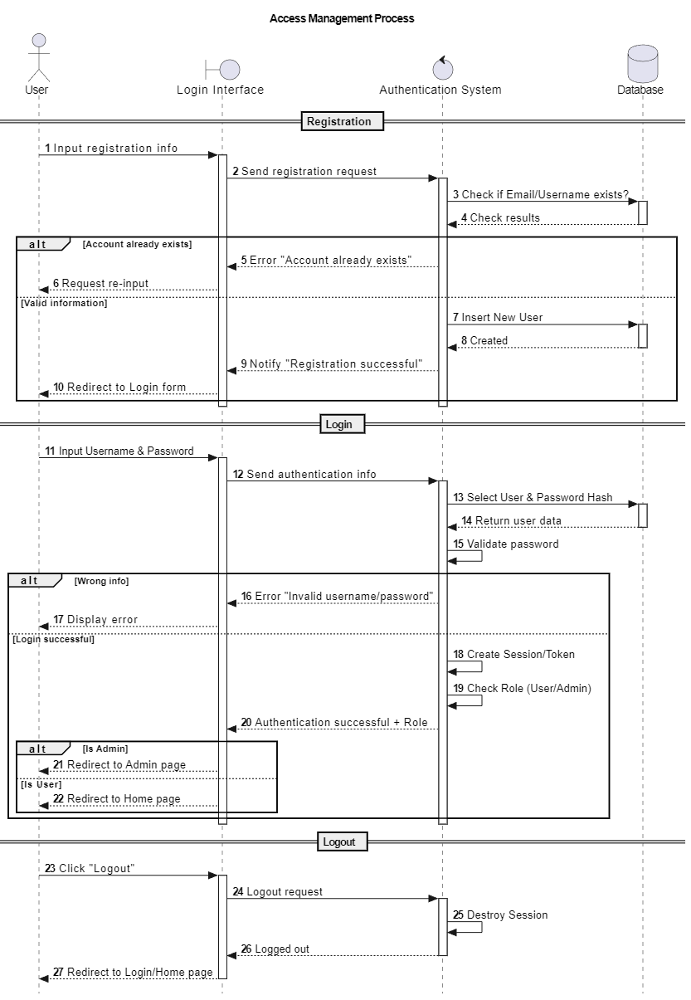 Access Management Process
User
Login Interface
Authentication System
Database
Registration
1 Input registration info
2 Send registration request
3 Check if Email/Username exists?
4 Check results
alt [Account already exists]
5 Error "Account already exists"
6 Request re-input
[Valid information]
7 Insert New User
8 Created
9 Notify "Registration successful"
10 Redirect to Login form
Login
11 Input Username & Password
12 Send authentication info
13 Select User & Password Hash
14 Return user data
15 Validate password
alt [Wrong info]
16 Error "Invalid username/password"
17 Display error
[Login successful]
18 Create Session/Token
19 Check Role (User/Admin)
20 Authentication successful + Role
alt [Is Admin]
21 Redirect to Admin page
[Is User]
22 Redirect to Home page
Logout
23 Click "Logout"
24 Logout request
25 Destroy Session
26 Logged out
27 Redirect to Login/Home page